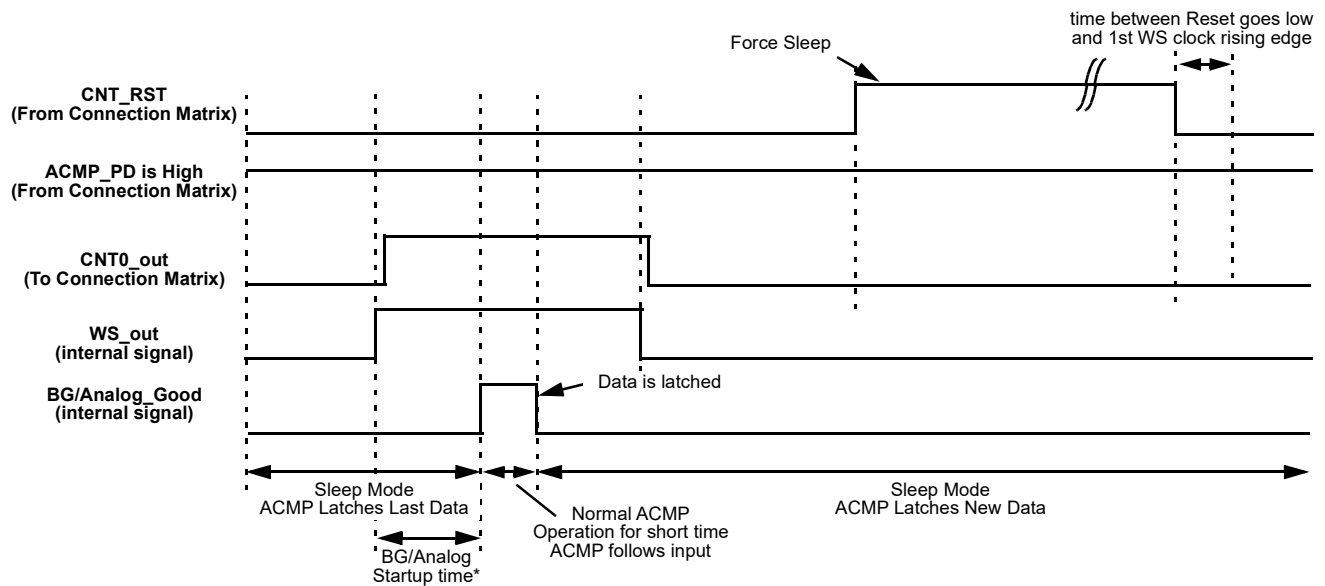 time between Reset goes low
and 1st WS clock rising edge
Force Sleep
CNT_RST
(From Connection Matrix)
ACMP_PD is High
(From Connection Matrix)
CNT0_out
(To Connection Matrix)
WS_out
(internal signal)
BG/Analog_Good
(internal signal)
Data is latched
Sleep Mode
ACMP Latches Last Data
Normal ACMP
Operation for short time
ACMP follows input
Sleep Mode
ACMP Latches New Data
BG/Analog
Startup time*